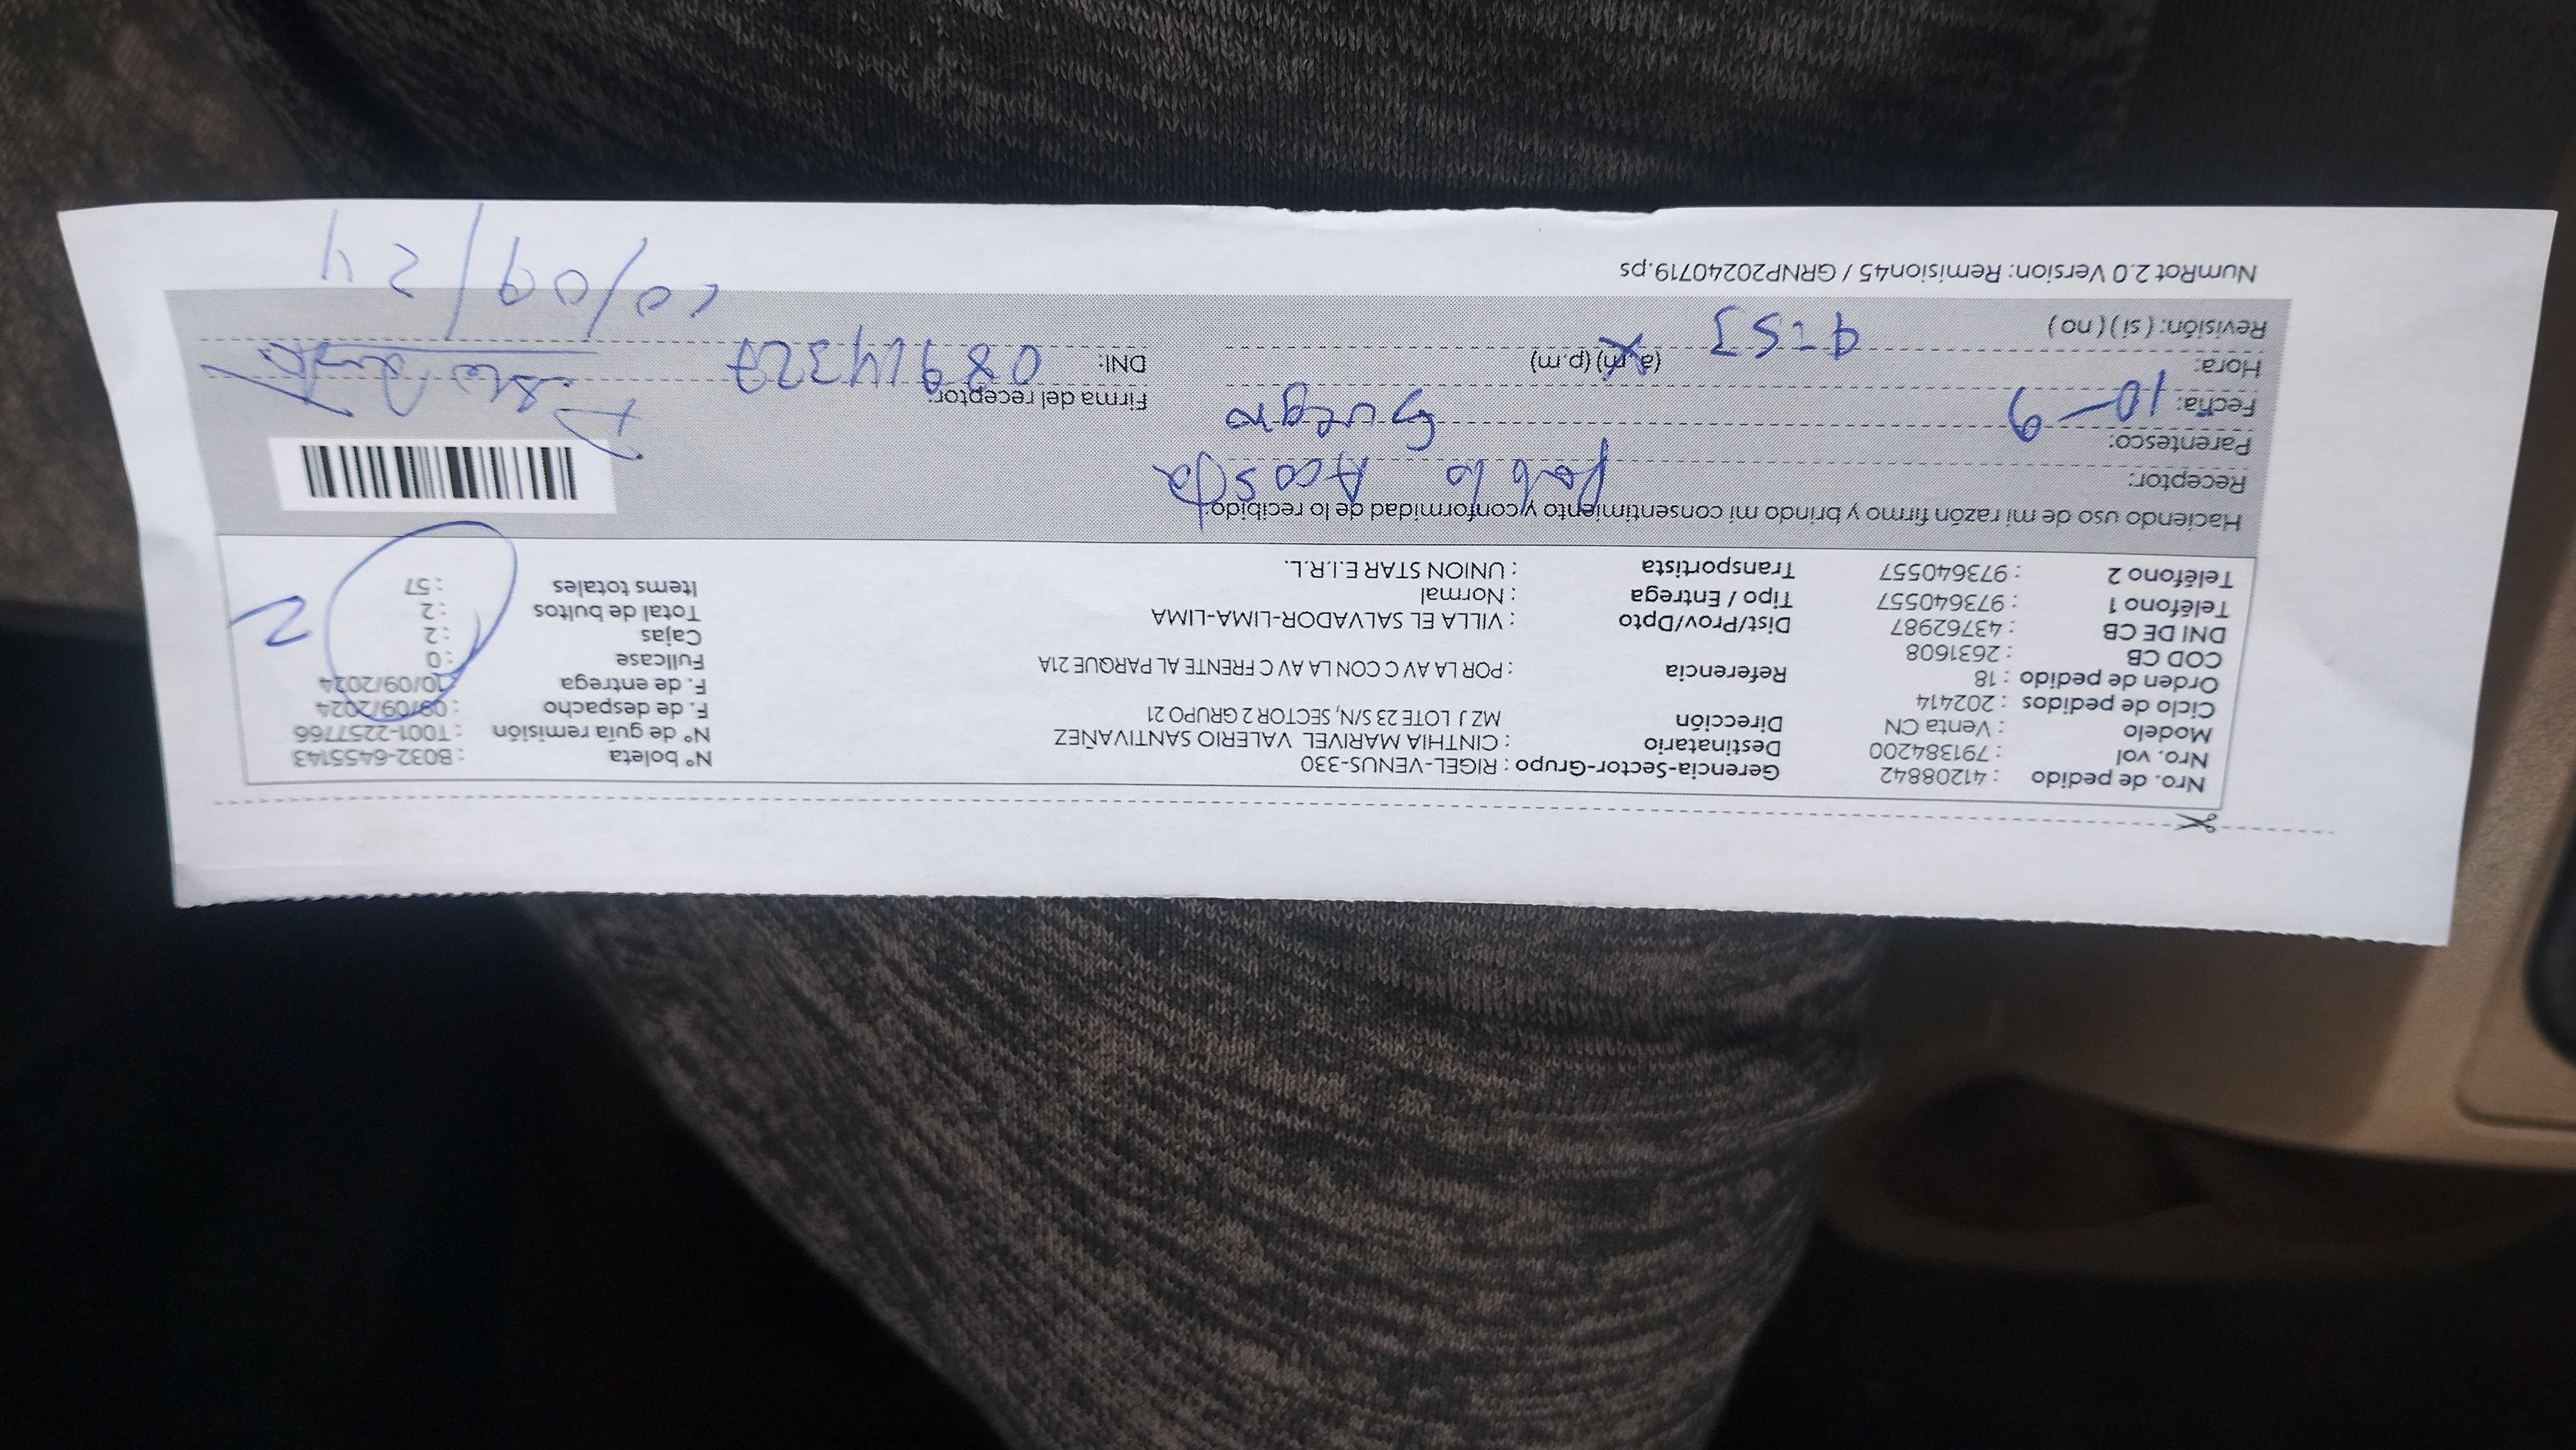 Nro. de pedido : 41208842 Gerencia-Sector-Grupo : RIGEL-VENUS-330 N° boleta : B032-6455143
Nro. vol : 791384200 Destinatario : CINTHIA MARIVEL VALERIO SANTIVAÑEZ N° de guía remisión : T001-2257766
Modelo : Venta CN Dirección MZ J LOTE 23 S/N, SECTOR 2 GRUPO 21 F. de despacho : 09/09/2024
Ciclo de pedidos : 202414 Referencia : POR LA AV C CON LA AV C FRENTE AL PARQUE 21A F. de entrega : 10/09/2024
Orden de pedido : 18 Dist/Prov/Dpto : VILLA EL SALVADOR-LIMA-LIMA Fullcase : 0
COD CB : 2631608 Tipo / Entrega : Normal Cajas : 2
DNI DE CB : 43762987 Transportista : UNION STAR E.I.R.L. Total de bultos : 2
Teléfono 1 : 973640557 Items totales : 57
Teléfono 2 : 973640557
2
Haciendo uso de mi razón firmo y brindo mi consentimiento y conformidad de lo recibido:
Receptor: Pablo Acosta
Parentesco: Suegro
Fecha: 10-9 Firma del receptor:
Hora: 9:53 (a.m) (p.m) DNI: 08914327
Revisión: ( si ) ( no )
10/09/24
NumRot 2.0 Version: Remision45 / GRNP20240719.ps